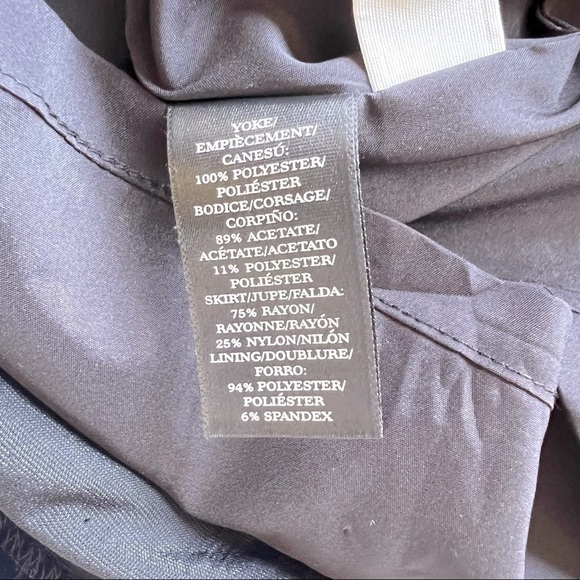 YOKE/
EMPIÈCEMENT/
CANESÚ:
100% POLYESTER/
POLIÉSTER
BODICE/CORSAGE/
CORPIÑO:
89% ACETATE/
ACÉTATE/ACETATO
11% POLYESTER/
POLIÉSTER
SKIRT/JUPE/FALDA:
75% RAYON/
RAYONNE/RAYÓN
25% NYLON/NILÓN
LINING/DOUBLURE/
FORRO:
94% POLYESTER/
POLIÉSTER
6% SPANDEX